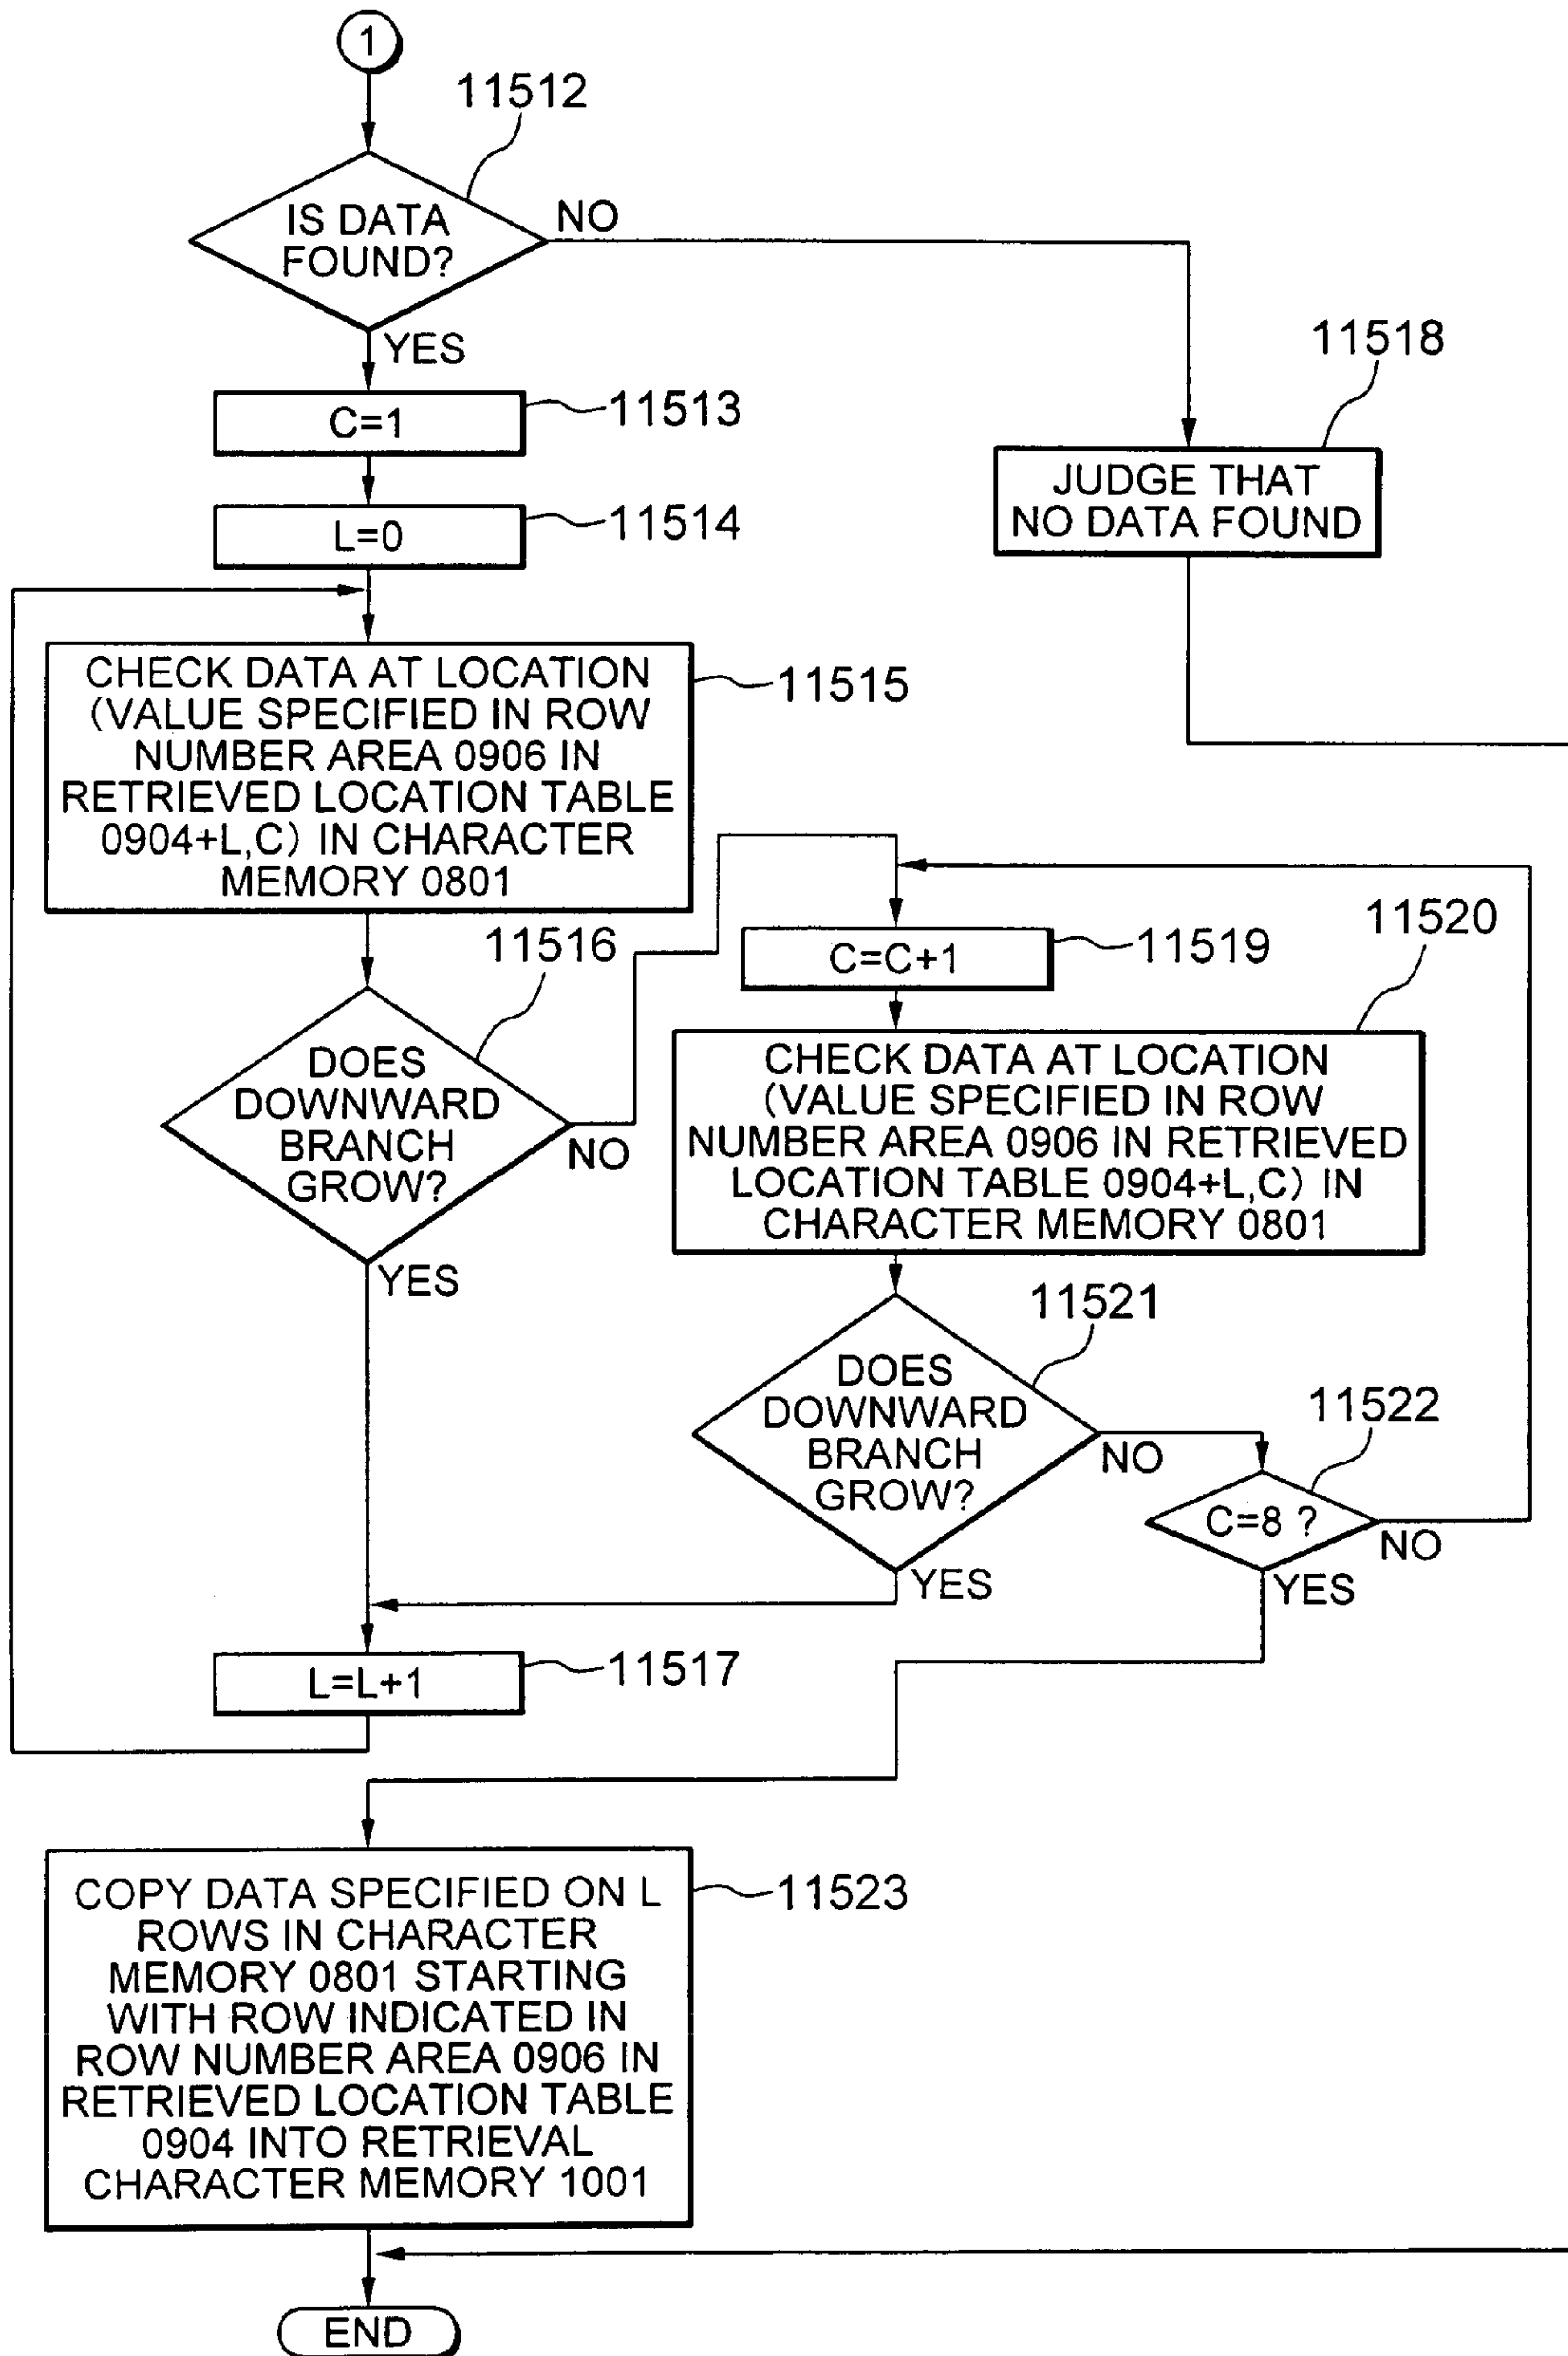 1
11512
IS DATA
FOUND?
NO
YES
11518
C=1
11513
JUDGE THAT
NO DATA FOUND
L=0
11514
CHECK DATA AT LOCATION
(VALUE SPECIFIED IN ROW
NUMBER AREA 0906 IN
RETRIEVED LOCATION TABLE
0904+L,C) IN CHARACTER
MEMORY 0801
11515
11516
DOES
DOWNWARD
BRANCH
GROW?
NO
YES
C=C+1
11519
11520
CHECK DATA AT LOCATION
(VALUE SPECIFIED IN ROW
NUMBER AREA 0906 IN RETRIEVED
LOCATION TABLE 0904+L,C) IN
CHARACTER MEMORY 0801
11521
DOES
DOWNWARD
BRANCH
GROW?
NO
YES
11522
C=8 ?
NO
YES
L=L+1
11517
COPY DATA SPECIFIED ON L
ROWS IN CHARACTER
MEMORY 0801 STARTING
WITH ROW INDICATED IN
ROW NUMBER AREA 0906 IN
RETRIEVED LOCATION TABLE
0904 INTO RETRIEVAL
CHARACTER MEMORY 1001
11523
END